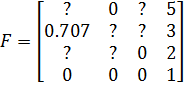 F = [ ? 0 ? 5
0.707 ? ? 3
? ? 0 2
0 0 0 1 ]